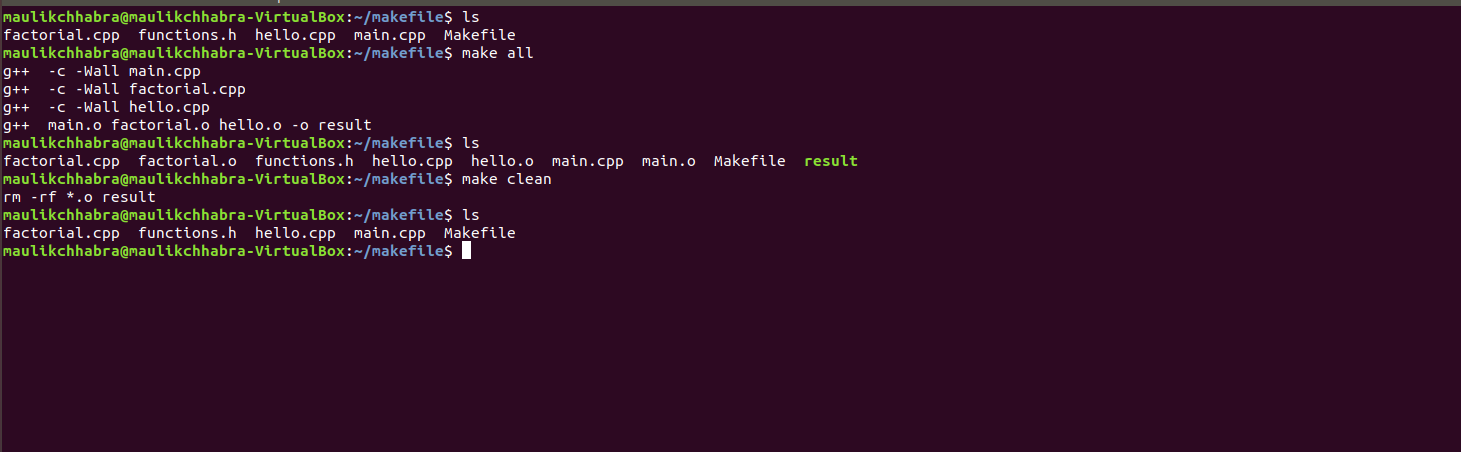 maulikchhabra@maulikchhabra-VirtualBox:~/makefile$ ls
factorial.cpp  functions.h  hello.cpp  main.cpp  Makefile
maulikchhabra@maulikchhabra-VirtualBox:~/makefile$ make all
g++  -c -Wall main.cpp
g++  -c -Wall factorial.cpp
g++  -c -Wall hello.cpp
g++  main.o factorial.o hello.o -o result
maulikchhabra@maulikchhabra-VirtualBox:~/makefile$ ls
factorial.cpp  factorial.o  functions.h  hello.cpp  hello.o  main.cpp  main.o  Makefile  result
maulikchhabra@maulikchhabra-VirtualBox:~/makefile$ make clean
rm -rf *.o result
maulikchhabra@maulikchhabra-VirtualBox:~/makefile$ ls
factorial.cpp  functions.h  hello.cpp  main.cpp  Makefile
maulikchhabra@maulikchhabra-VirtualBox:~/makefile$